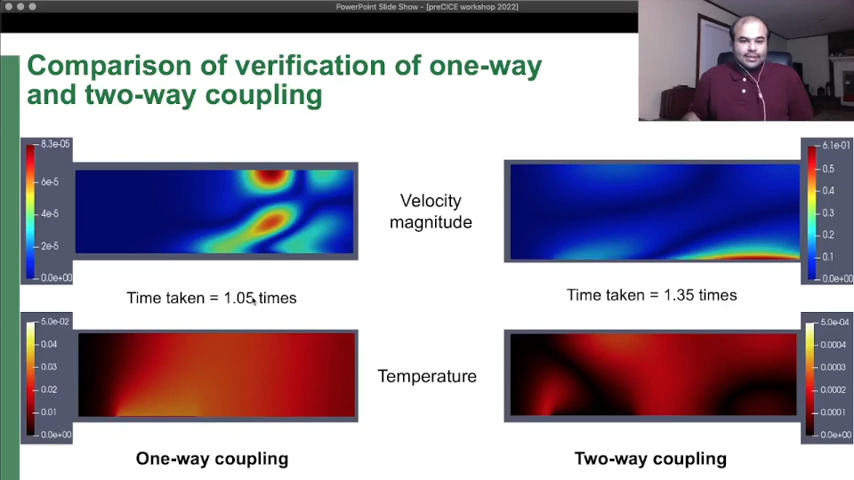 PowerPoint Slide Show - [preCICE workshop 2022]
Comparison of verification of one-way
and two-way coupling
8.3e-05
6e-5
4e-5
2e-5
0.0e+00
Velocity
magnitude
6.1e-01
0.5
0.4
0.3
0.2
0.1
0.0e+00
Time taken = 1.05 times
Time taken = 1.35 times
5.0e-02
0.04
0.03
0.02
0.01
0.0e+00
Temperature
5.0e-04
0.0004
0.0003
0.0002
0.0001
0.0e+00
One-way coupling
Two-way coupling